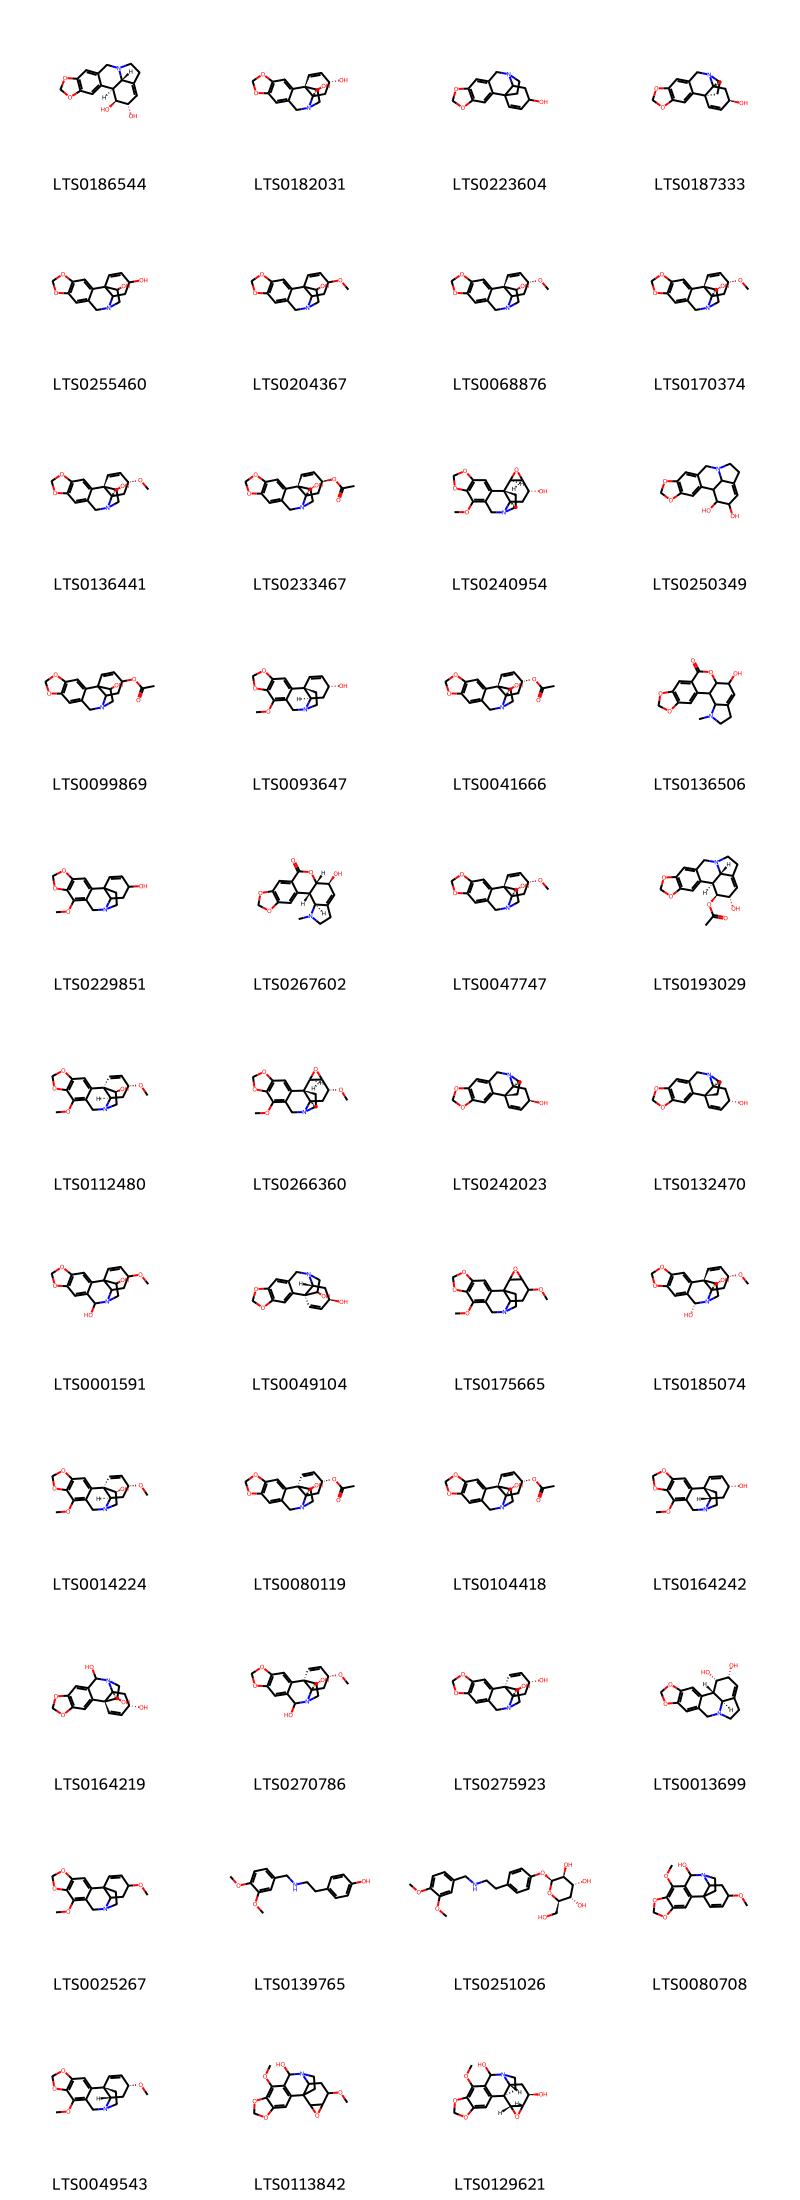 LTS0186544 LTS0182031 LTS0223604 LTS0187333
LTS0255460 LTS0204367 LTS0068876 LTS0170374
LTS0136441 LTS0233467 LTS0240954 LTS0250349
LTS0099869 LTS0093647 LTS0041666 LTS0136506
LTS0229851 LTS0267602 LTS0047747 LTS0193029
LTS0112480 LTS0266360 LTS0242023 LTS0132470
LTS0001591 LTS0049104 LTS0175665 LTS0185074
LTS0014224 LTS0080119 LTS0104418 LTS0164242
LTS0164219 LTS0270786 LTS0275923 LTS0013699
LTS0025267 LTS0139765 LTS0251026 LTS0080708
LTS0049543 LTS0113842 LTS0129621